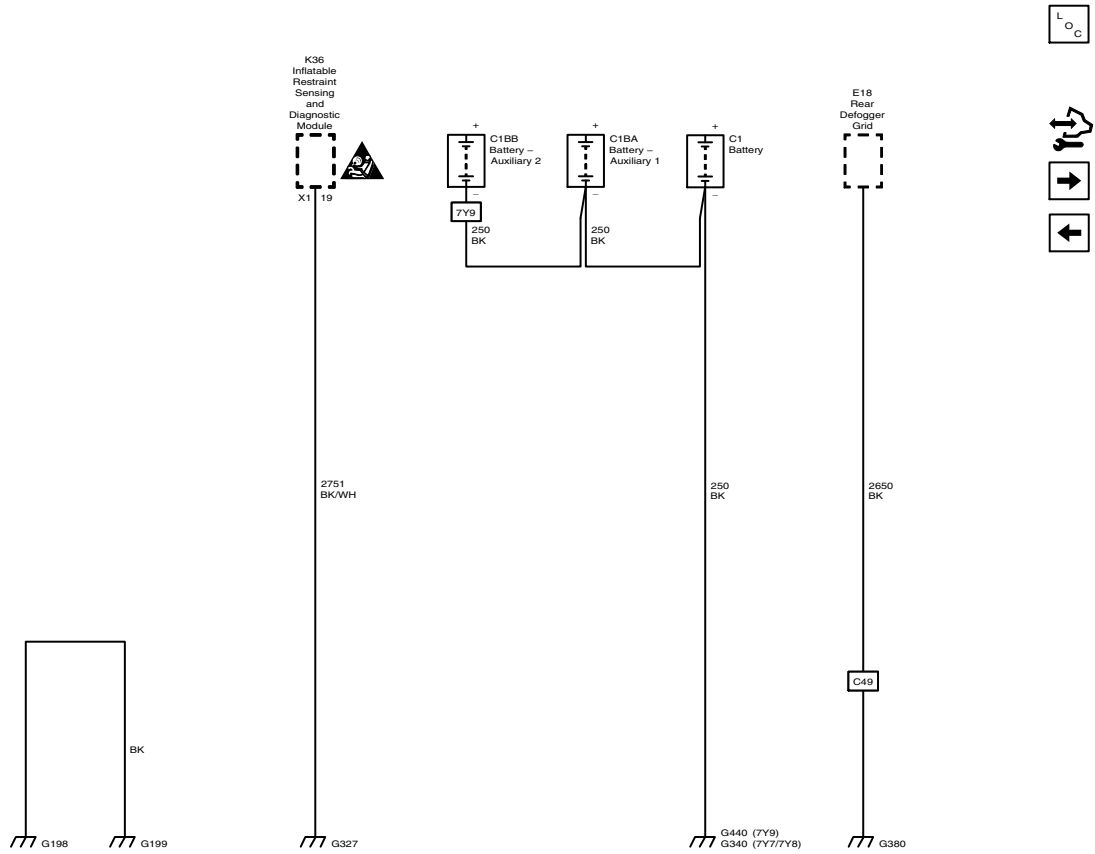 L
O
C
K36
Inflatable
Restraint
Sensing
and
Diagnostic
Module
X1 19
+
C1BB
Battery –
Auxiliary 2
–
7Y9
250
BK
+
C1BA
Battery –
Auxiliary 1
–
250
BK
+
C1
Battery
–
E18
Rear
Defogger
Grid
2751
BK/WH
250
BK
2650
BK
C49
BK
G198
G199
G327
G440 (7Y9)
G340 (7Y7/7Y8)
G380